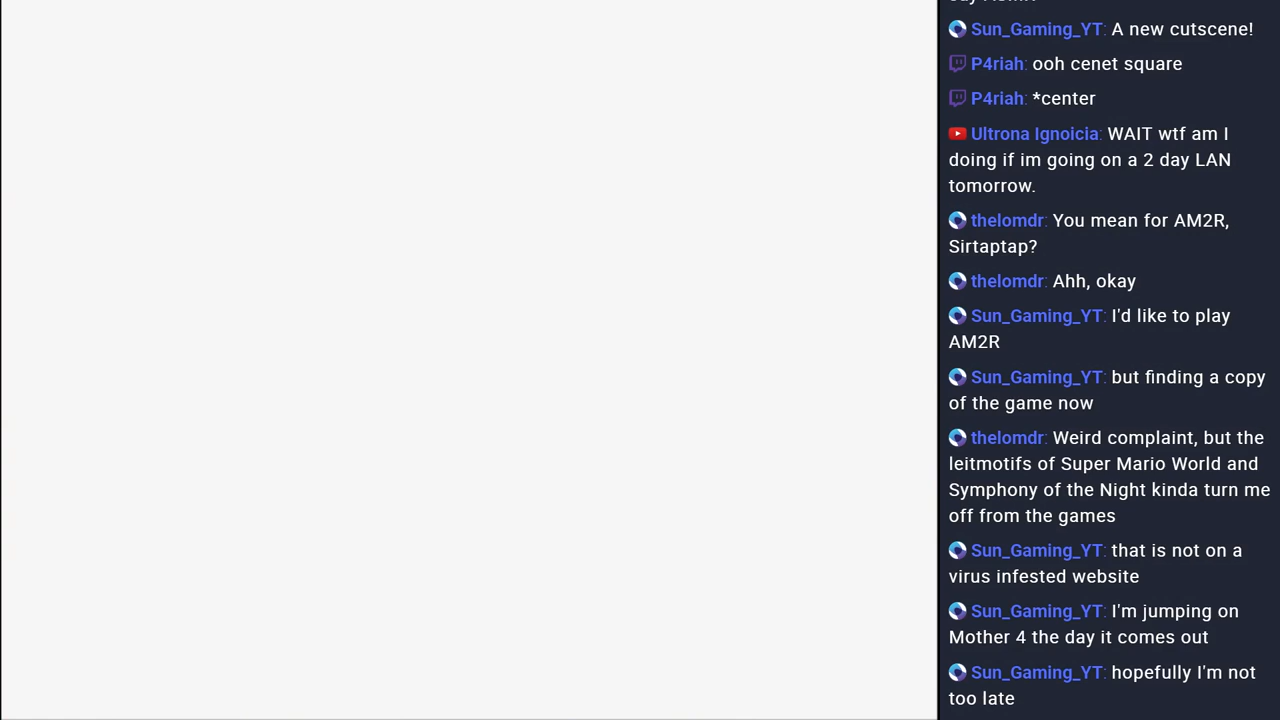 Sun_Gaming_YT: A new cutscene!
P4riah: ooh cenet square
P4riah: *center
Ultrona Ignoicia: WAIT wtf am I
doing if im going on a 2 day LAN
tomorrow.
thelomdr: You mean for AM2R,
Sirtaptap?
thelomdr: Ahh, okay
Sun_Gaming_YT: I'd like to play
AM2R
Sun_Gaming_YT: but finding a copy
of the game now
thelomdr: Weird complaint, but the
leitmotifs of Super Mario World and
Symphony of the Night kinda turn me
off from the games
Sun_Gaming_YT: that is not on a
virus infested website
Sun_Gaming_YT: I'm jumping on
Mother 4 the day it comes out
Sun_Gaming_YT: hopefully I'm not
too late